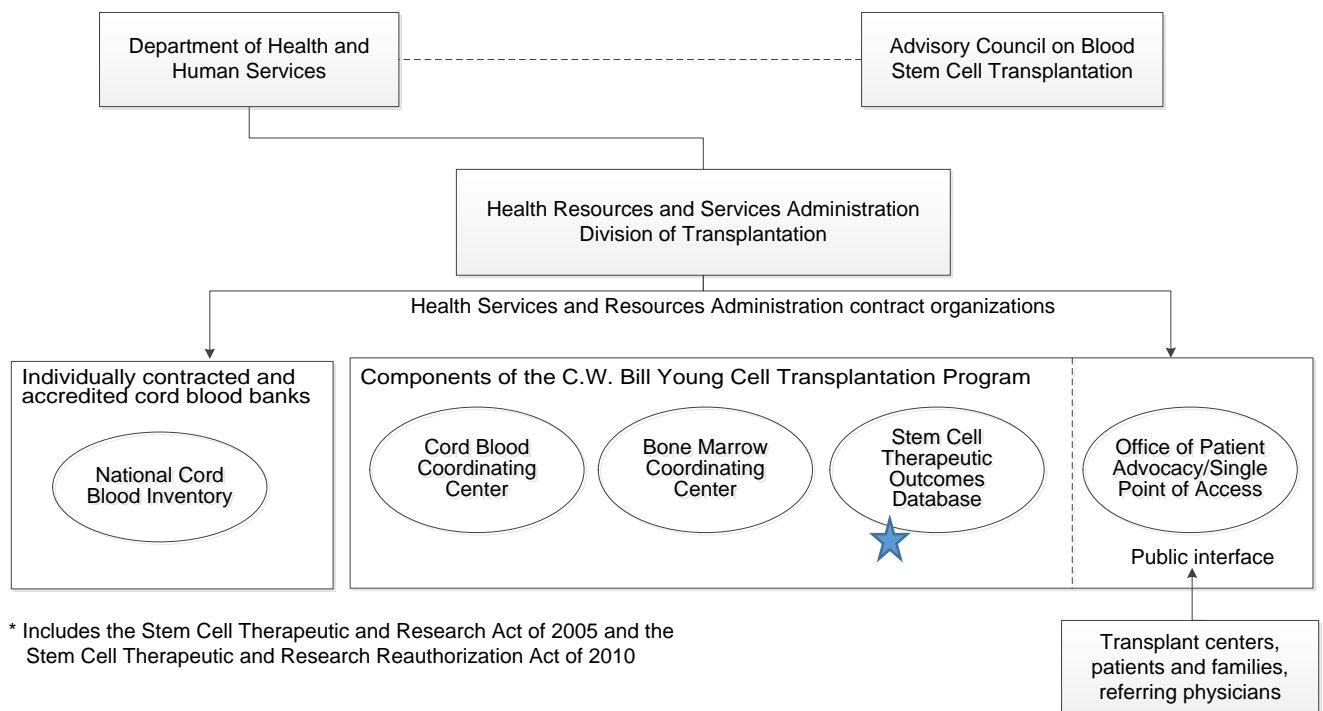 Department of Health and
Human Services
Advisory Council on Blood
Stem Cell Transplantation
Health Resources and Services Administration
Division of Transplantation
Health Services and Resources Administration contract organizations
Individually contracted and
accredited cord blood banks
National Cord
Blood Inventory
Components of the C.W. Bill Young Cell Transplantation Program
Cord Blood
Coordinating
Center
Bone Marrow
Coordinating
Center
Stem Cell
Therapeutic
Outcomes
Database
Office of Patient
Advocacy/Single
Point of Access
Public interface
* Includes the Stem Cell Therapeutic and Research Act of 2005 and the
Stem Cell Therapeutic and Research Reauthorization Act of 2010
Transplant centers,
patients and families,
referring physicians